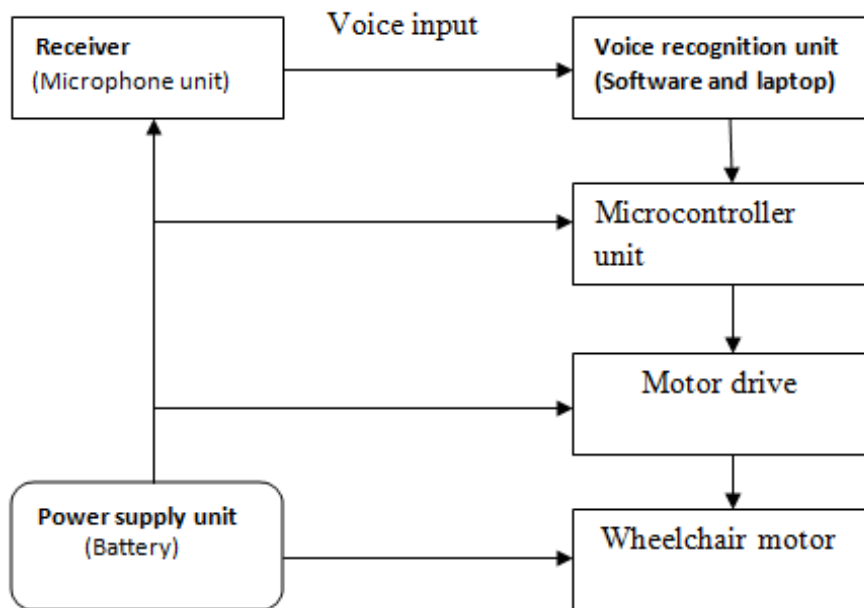 Receiver
(Microphone unit)
Voice input
Voice recognition unit
(Software and laptop)
Microcontroller
unit
Motor drive
Power supply unit
(Battery)
Wheelchair motor